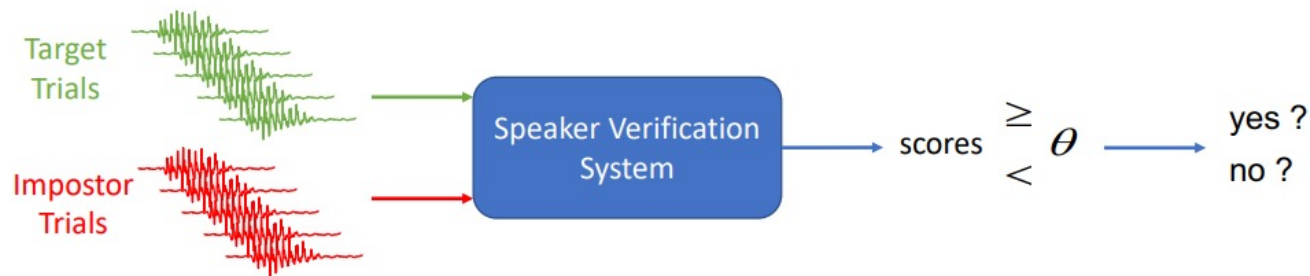 Target
Trials
Impostor
Trials
Speaker Verification
System
scores
≥
<
θ
yes ?
no ?